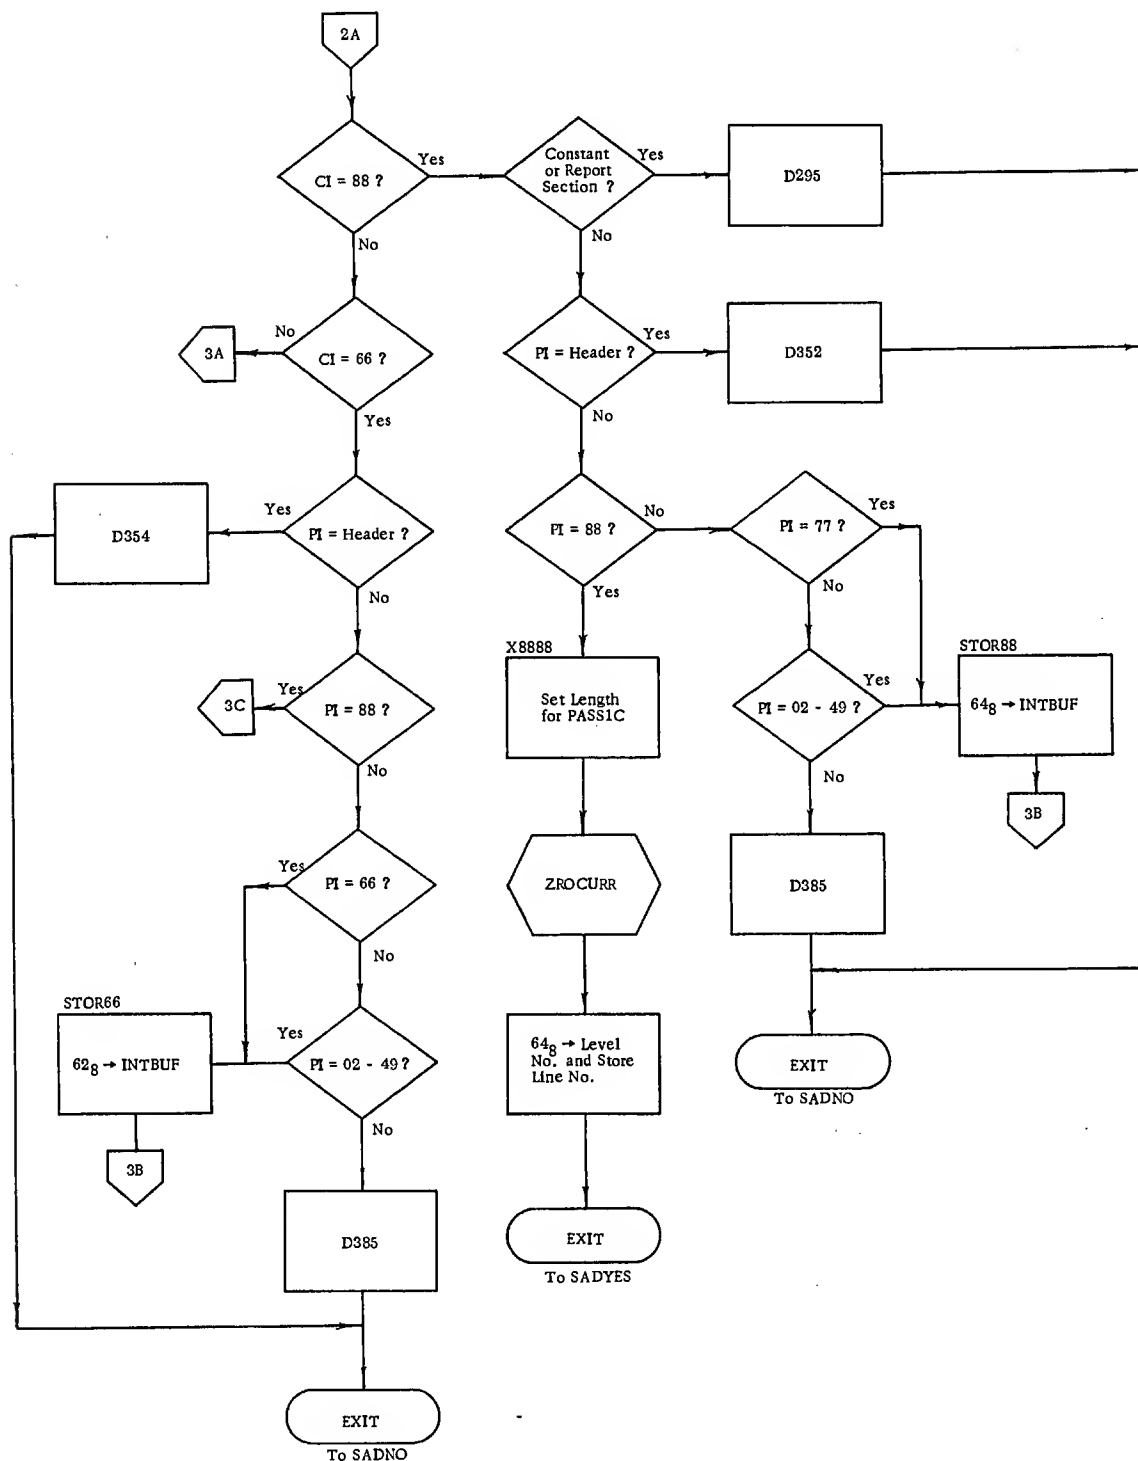 2A
CI = 88 ?
Yes
No
Constant
or Report
Section ?
Yes
No
D295
CI = 66 ?
No
Yes
3A
PI = Header ?
Yes
No
D352
D354
Yes
PI = Header ?
No
PI = 88 ?
No
Yes
PI = 77 ?
Yes
No
X8888
Set Length
for PASS1C
STOR88
64₈ → INTBUF
3B
3C
Yes
PI = 88 ?
No
PI = 02 - 49 ?
Yes
No
Yes
PI = 66 ?
No
ZROCURR
D385
STOR66
62₈ → INTBUF
3B
Yes
PI = 02 - 49 ?
No
64₈ → Level
No. and Store
Line No.
EXIT
To SADNO
D385
EXIT
To SADYES
EXIT
To SADNO